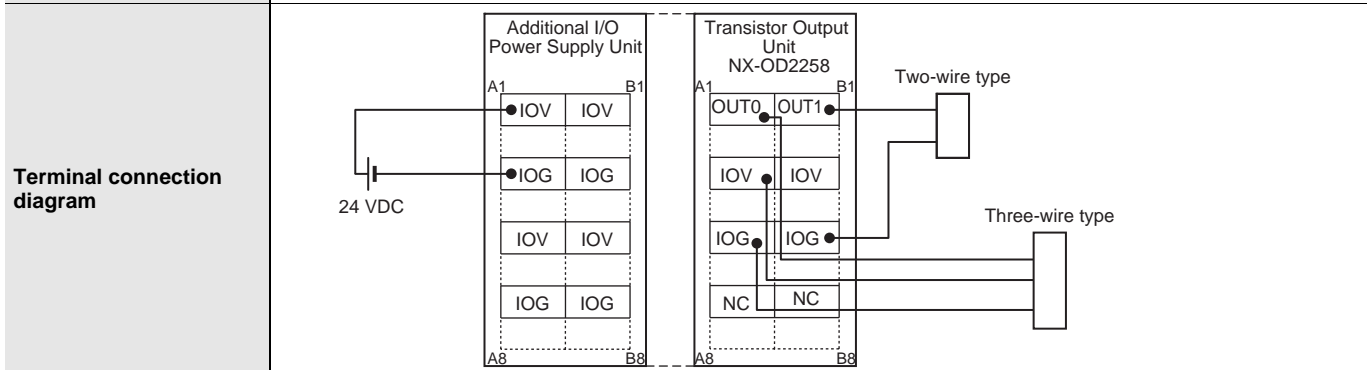 Terminal connection
diagram
24 VDC
Additional I/O
Power Supply Unit
A1 B1
IOV IOV
IOG IOG
IOV IOV
IOG IOG
A8 B8
Transistor Output
Unit
NX-OD2258
A1 B1
OUT0 OUT1
IOV IOV
IOG IOG
NC NC
A8 B8
Two-wire type
Three-wire type